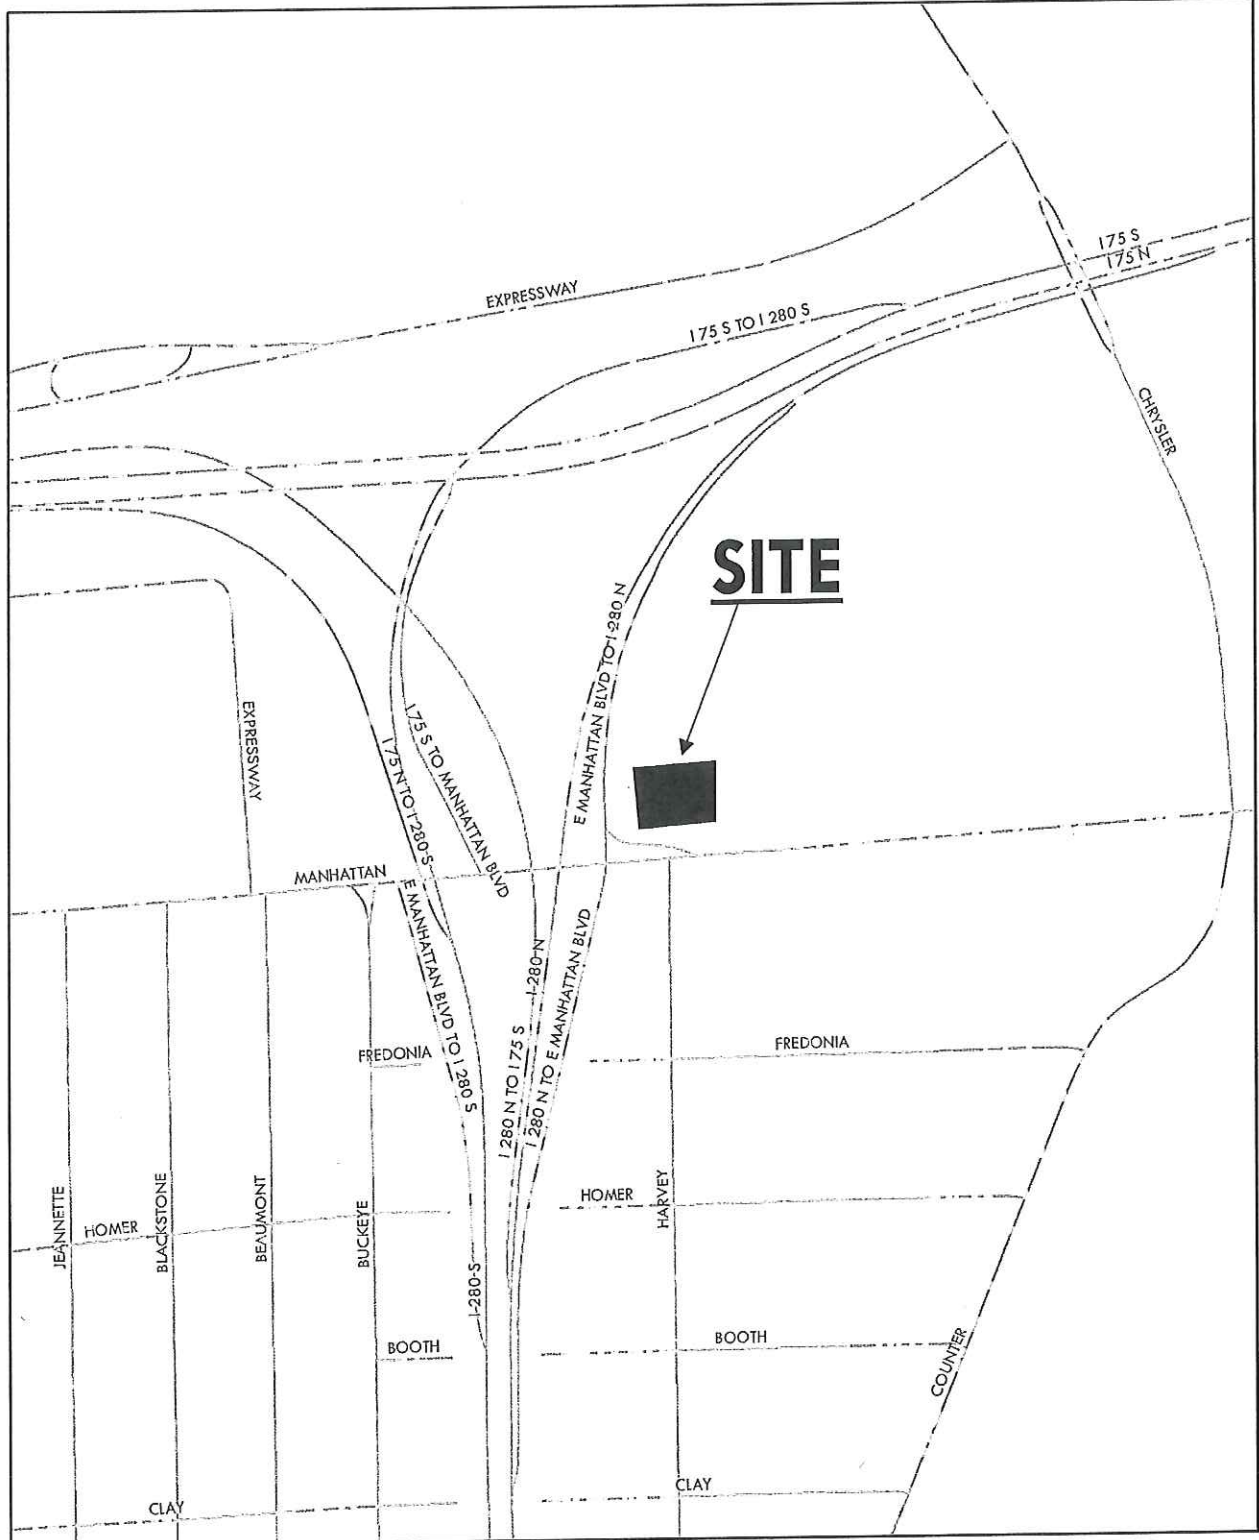 I 75 S
I 75 N
EXPRESSWAY
I 75 S TO I 280 S
CHRYSLER
SITE
E MANHATTAN BLVD TO I-280 N
EXPRESSWAY
I 75 S TO MANHATTAN BLVD
I 75 N TO I-280-S
MANHATTAN
E MANHATTAN BLVD TO I 280 S
I-280-N
I 280 N TO E MANHATTAN BLVD
I 280 N TO I 75 S
FREDONIA
FREDONIA
JEANNETTE
HOMER
BLACKSTONE
BEAUMONT
BUCKEYE
HOMER
HARVEY
I-280-S
BOOTH
BOOTH
COUNTER
CLAY
CLAY